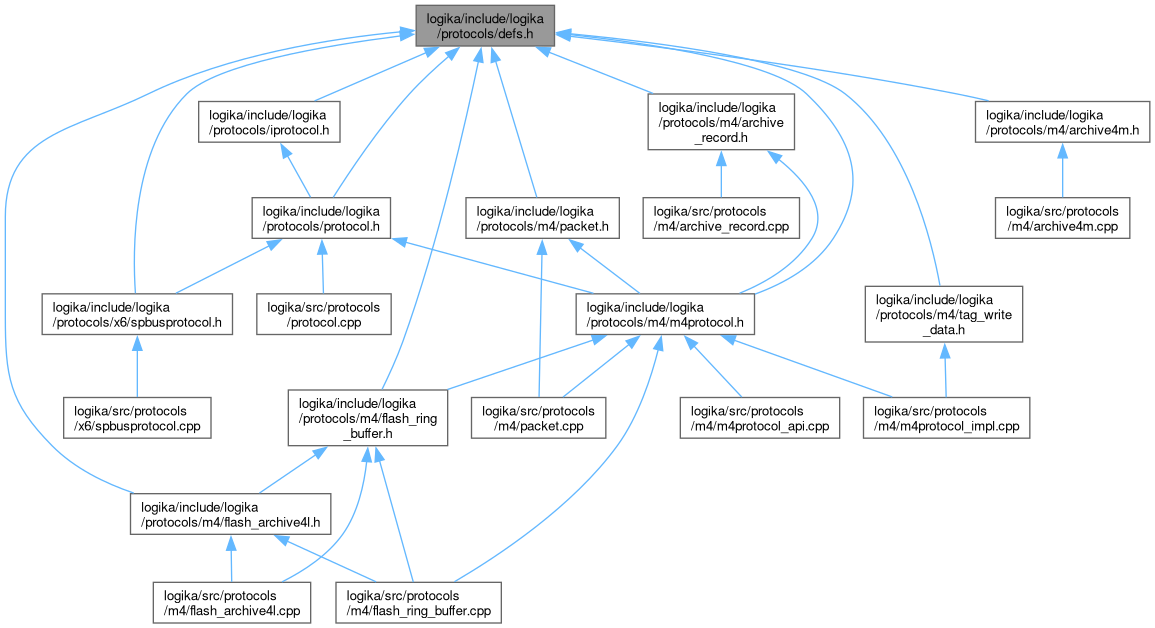 logika/include/logika
/protocols/defs.h
logika/include/logika
/protocols/iprotocol.h
logika/include/logika
/protocols/m4/archive
_record.h
logika/include/logika
/protocols/m4/archive4m.h
logika/include/logika
/protocols/protocol.h
logika/include/logika
/protocols/m4/packet.h
logika/src/protocols
/m4/archive_record.cpp
logika/src/protocols
/m4/archive4m.cpp
logika/include/logika
/protocols/x6/spbusprotocol.h
logika/src/protocols
/protocol.cpp
logika/include/logika
/protocols/m4/m4protocol.h
logika/include/logika
/protocols/m4/tag_write
_data.h
logika/src/protocols
/x6/spbusprotocol.cpp
logika/include/logika
/protocols/m4/flash_ring
_buffer.h
logika/src/protocols
/m4/packet.cpp
logika/src/protocols
/m4/m4protocol_api.cpp
logika/src/protocols
/m4/m4protocol_impl.cpp
logika/include/logika
/protocols/m4/flash_archive4l.h
logika/src/protocols
/m4/flash_archive4l.cpp
logika/src/protocols
/m4/flash_ring_buffer.cpp